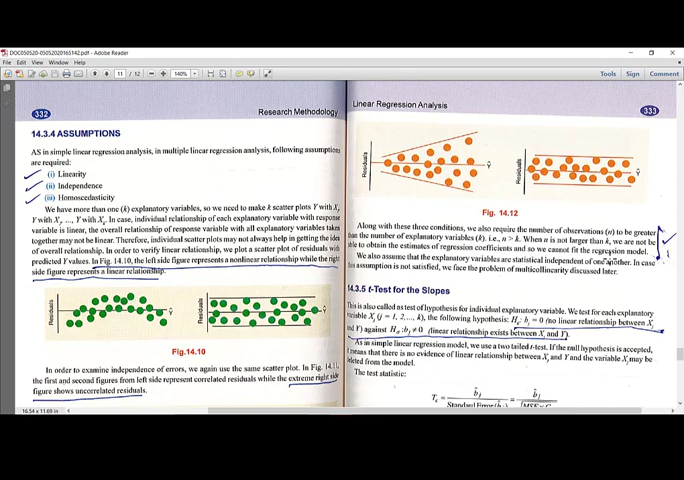 DOC050520-05052020165142.pdf - Adobe Reader
File Edit View Window Help
11 / 12 140%
Tools Sign Comment
332
Research Methodology
14.3.4 ASSUMPTIONS
AS in simple linear regression analysis, in multiple linear regression analysis, following assumptions
are required:
(i) Linearity
(ii) Independence
(iii) Homoscedasticity
We have more than one (k) explanatory variables, so we need to make k scatter plots Y with X₁,
Y with X₂, ..., Y with Xₖ. In case, individual relationship of each explanatory variable with response
variable is linear, the overall relationship of response variable with all explanatory variables taken
together may not be linear. Therefore, individual scatter plots may not always help in getting the idea
of overall relationship. In order to verify linear relationship, we plot a scatter plot of residuals with
predicted Y values. In Fig. 14.10, the left side figure represents a nonlinear relationship while the right
side figure represents a linear relationship.
Residuals
Ŷ
Residuals
Ŷ
Fig.14.10
In order to examine independence of errors, we again use the same scatter plot. In Fig. 14.11,
the first and second figures from left side represent correlated residuals while the extreme right side
figure shows uncorrelated residuals.
16.54 x 11.69 in
Linear Regression Analysis
333
Residuals
Ŷ
Residuals
Ŷ
Fig. 14.12
Along with these three conditions, we also require the number of observations (n) to be greater
than the number of explanatory variables (k). i.e., n > k. When n is not larger than k, we are not be
able to obtain the estimates of regression coefficients and so we cannot fit the regression model.
We also assume that the explanatory variables are statistical independent of one another. In case
this assumption is not satisfied, we face the problem of multicollinearity discussed later.
14.3.5 t-Test for the Slopes
This is also called as test of hypothesis for individual explanatory variable. We test for each explanatory
variable Xⱼ (j = 1, 2,..., k), the following hypothesis: H₀: bⱼ = 0 (no linear relationship between Xⱼ
and Y) against Hₐ: bⱼ ≠ 0 (linear relationship exists between Xⱼ and Y).
As in simple linear regression model, we use a two tailed t-test. If the null hypothesis is accepted,
it means that there is no evidence of linear relationship between Xⱼ and Y and the variable Xⱼ may be
deleted from the model.
The test statistic:
b̂ⱼ b̂ⱼ
= =
Standard Error